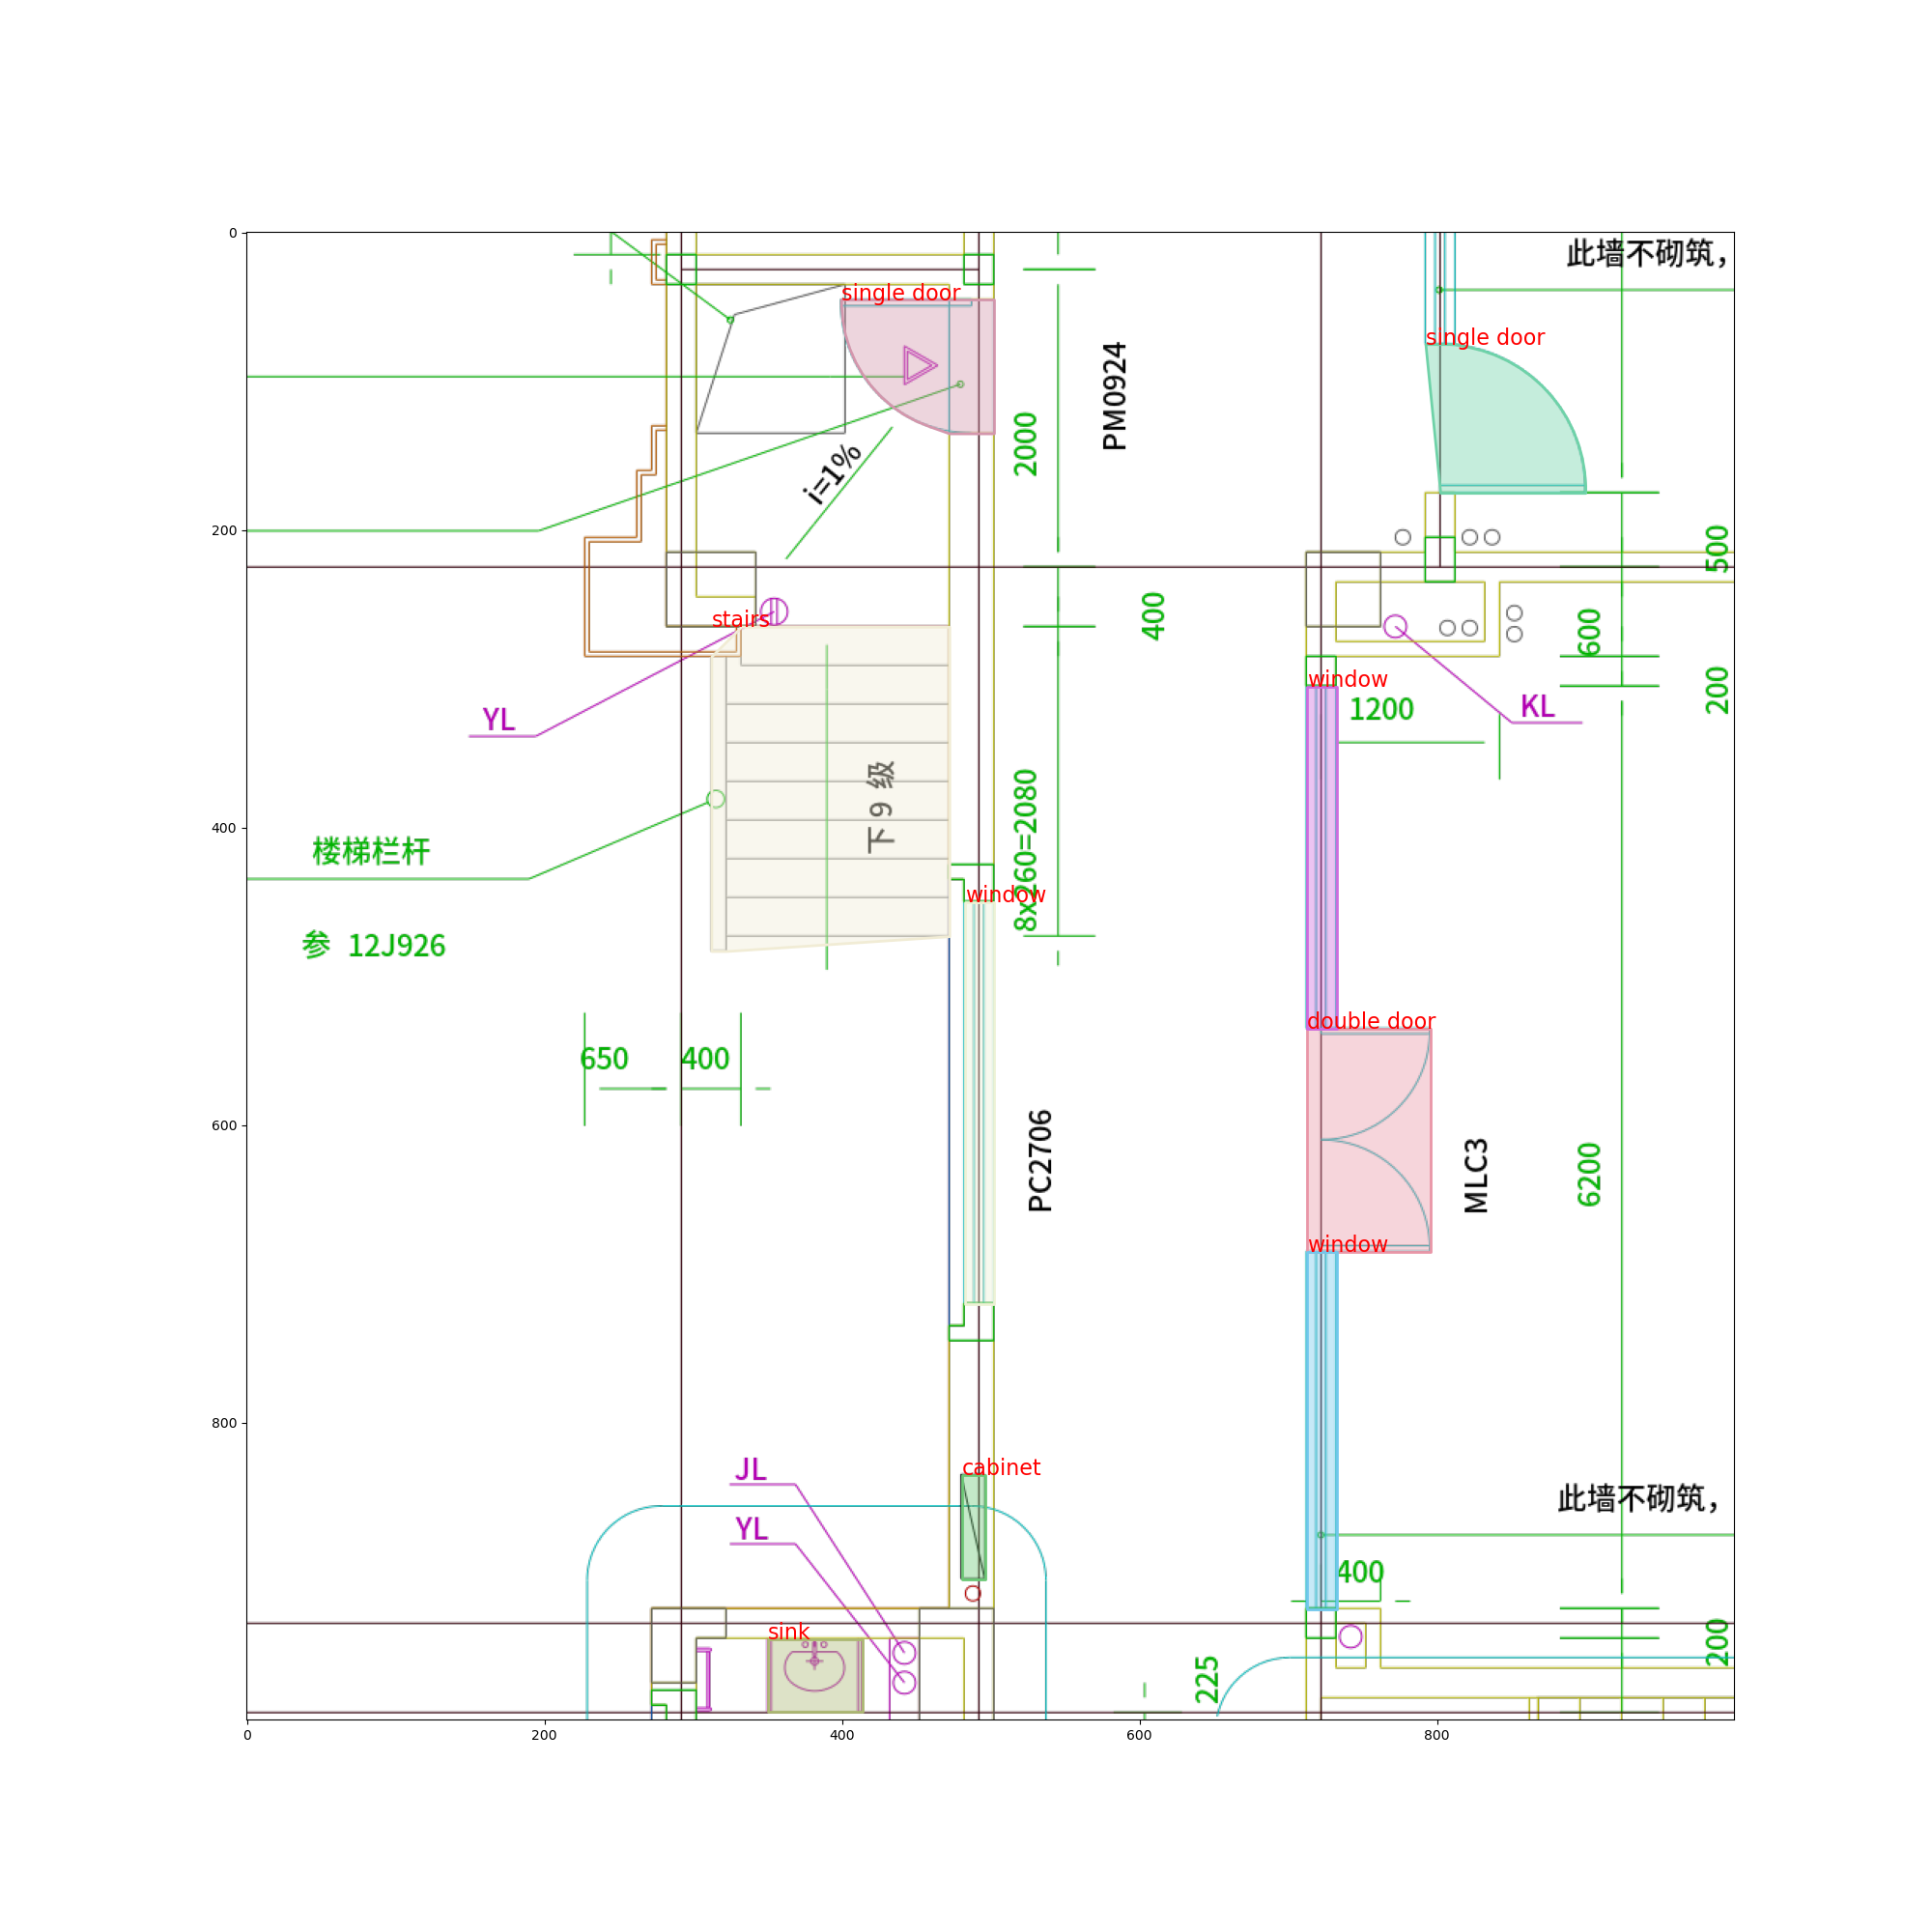 此墙不砌筑，
single door
single door
PM0924
2000
i=1%
500
400
600
stairs
window
200
YL
1200
KL
下9级
8x260=2080
楼梯栏杆
window
参 12J926
double door
650
400
PC2706
MLC3
6200
window
JL
cabinet
YL
此墙不砌筑，
400
sink
200
225
0
200
400
600
800
0
200
400
600
800